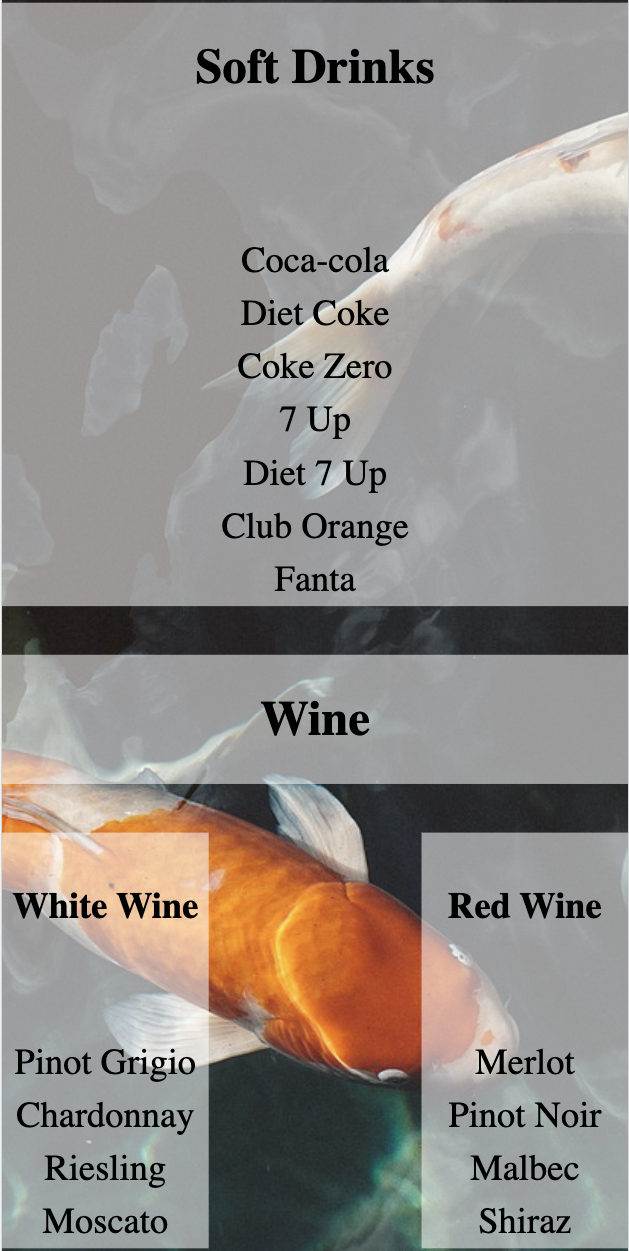 Soft Drinks
Coca-cola
Diet Coke
Coke Zero
7 Up
Diet 7 Up
Club Orange
Fanta
Wine
White Wine
Pinot Grigio
Chardonnay
Riesling
Moscato
Red Wine
Merlot
Pinot Noir
Malbec
Shiraz